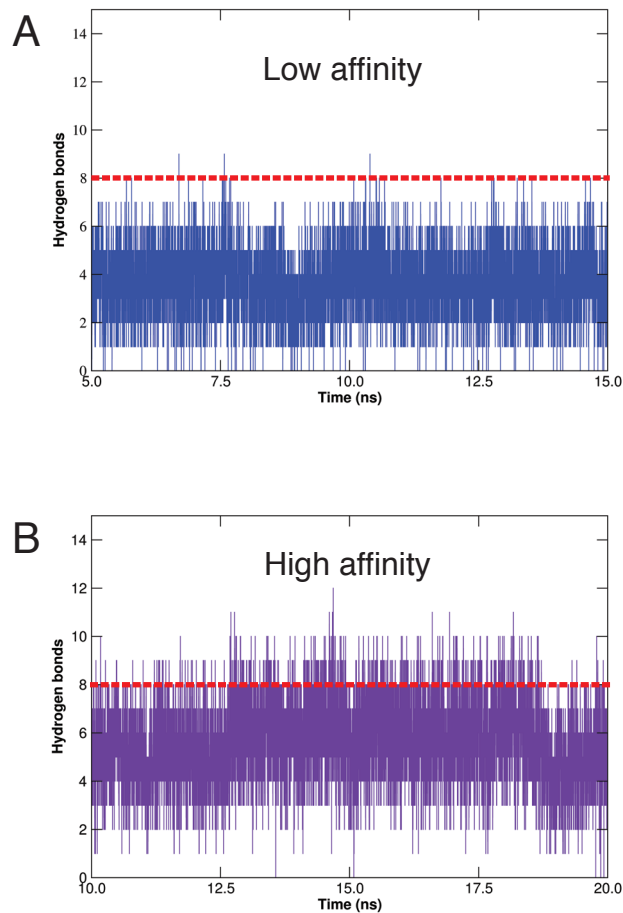 A
Low affinity
14
12
10
8
6
4
2
0
Hydrogen bonds
5.0 7.5 10.0 12.5 15.0
Time (ns)
B
High affinity
14
12
10
8
6
4
2
0
Hydrogen bonds
10.0 12.5 15.0 17.5 20.0
Time (ns)